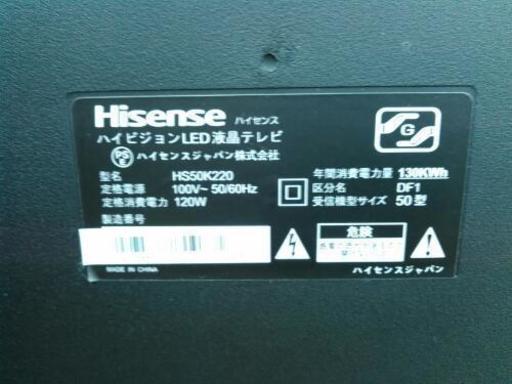 Hisense ハイセンス
ハイビジョンLED液晶テレビ
PS
E
ハイセンスジャパン株式会社
G
型名 HS50K220
定格電源 100V~ 50/60Hz
定格消費電力 120W
製造番号
年間消費電力量 130KWh
区分名 DF1
受信機型サイズ 50型
危険
MADE IN CHINA
ハイセンスジャパン